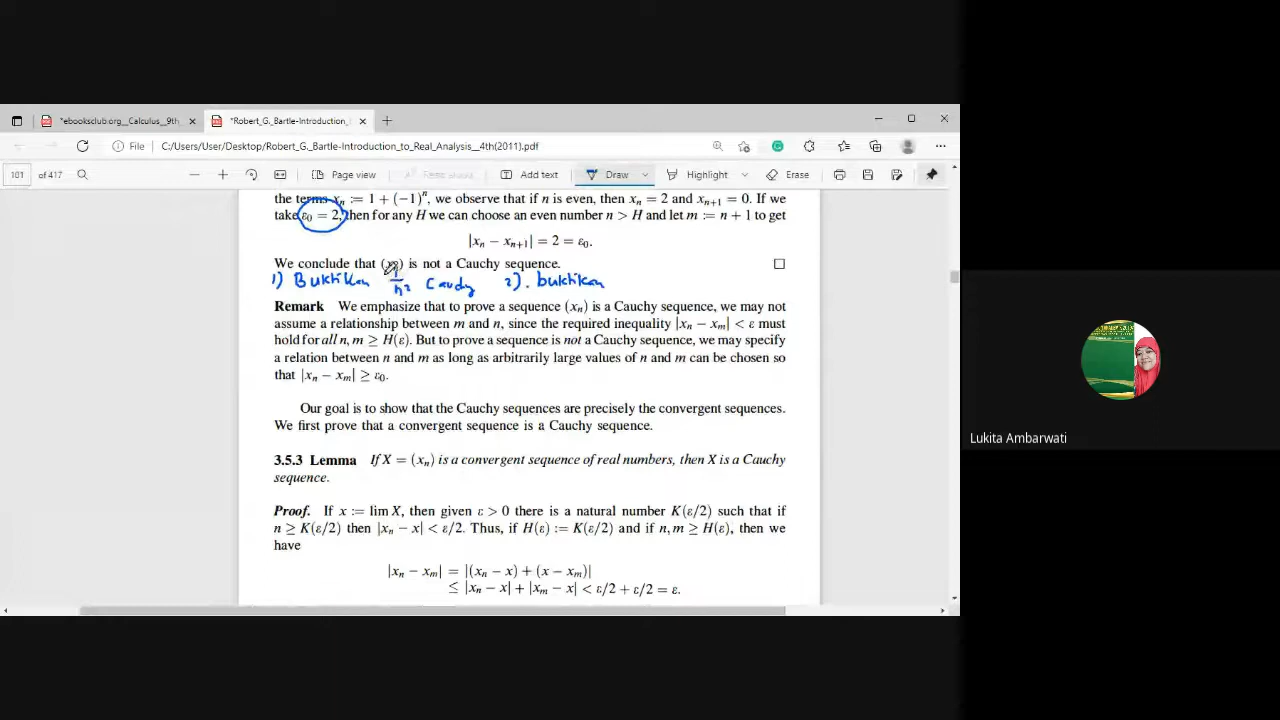 *ebooksclub.org__Calculus__9th_
*Robert_G._Bartle-Introduction_I
File
C:/Users/User/Desktop/Robert_G._Bartle-Introduction_to_Real_Analysis__4th(2011).pdf
101 of 417
Page view
Add text
Draw
Highlight
Erase
the terms xₙ := 1 + (−1)ⁿ, we observe that if n is even, then xₙ = 2 and xₙ₊₁ = 0. If we
take ε₀ = 2, then for any H we can choose an even number n > H and let m := n + 1 to get
|xₙ − xₙ₊₁| = 2 = ε₀.
We conclude that (xₙ) is not a Cauchy sequence. □
1) Buktikan 1/n² Caudy 2). buktikan
Remark We emphasize that to prove a sequence (xₙ) is a Cauchy sequence, we may not
assume a relationship between m and n, since the required inequality |xₙ − xₘ| < ε must
hold for all n, m ≥ H(ε). But to prove a sequence is not a Cauchy sequence, we may specify
a relation between n and m as long as arbitrarily large values of n and m can be chosen so
that |xₙ − xₘ| ≥ ε₀.
Our goal is to show that the Cauchy sequences are precisely the convergent sequences.
We first prove that a convergent sequence is a Cauchy sequence.
3.5.3 Lemma If X = (xₙ) is a convergent sequence of real numbers, then X is a Cauchy
sequence.
Proof. If x := lim X, then given ε > 0 there is a natural number K(ε/2) such that if
n ≥ K(ε/2) then |xₙ − x| < ε/2. Thus, if H(ε) := K(ε/2) and if n, m ≥ H(ε), then we
have
|xₙ − xₘ| = |(xₙ − x) + (x − xₘ)|
≤ |xₙ − x| + |xₘ − x| < ε/2 + ε/2 = ε.
Lukita Ambarwati